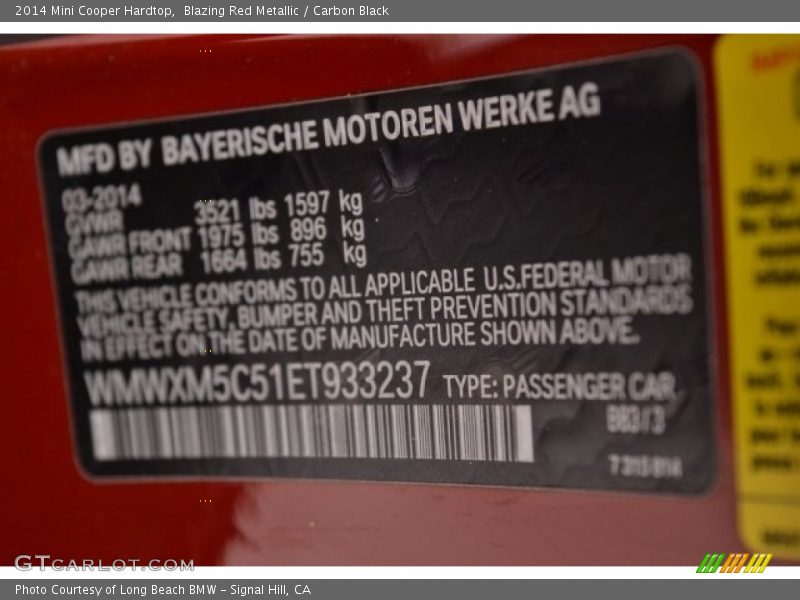 2014 Mini Cooper Hardtop, Blazing Red Metallic / Carbon Black
MFD BY BAYERISCHE MOTOREN WERKE AG
03-2014
GVWR 3521 lbs 1597 kg
GAWR FRONT 1975 lbs 896 kg
GAWR REAR 1664 lbs 755 kg
THIS VEHICLE CONFORMS TO ALL APPLICABLE U.S.FEDERAL MOTOR
VEHICLE SAFETY, BUMPER AND THEFT PREVENTION STANDARDS
IN EFFECT ON THE DATE OF MANUFACTURE SHOWN ABOVE.
WMWXM5C51ET933237 TYPE: PASSENGER CAR
B83/3
GTCARLOT.COM
Photo Courtesy of Long Beach BMW - Signal Hill, CA